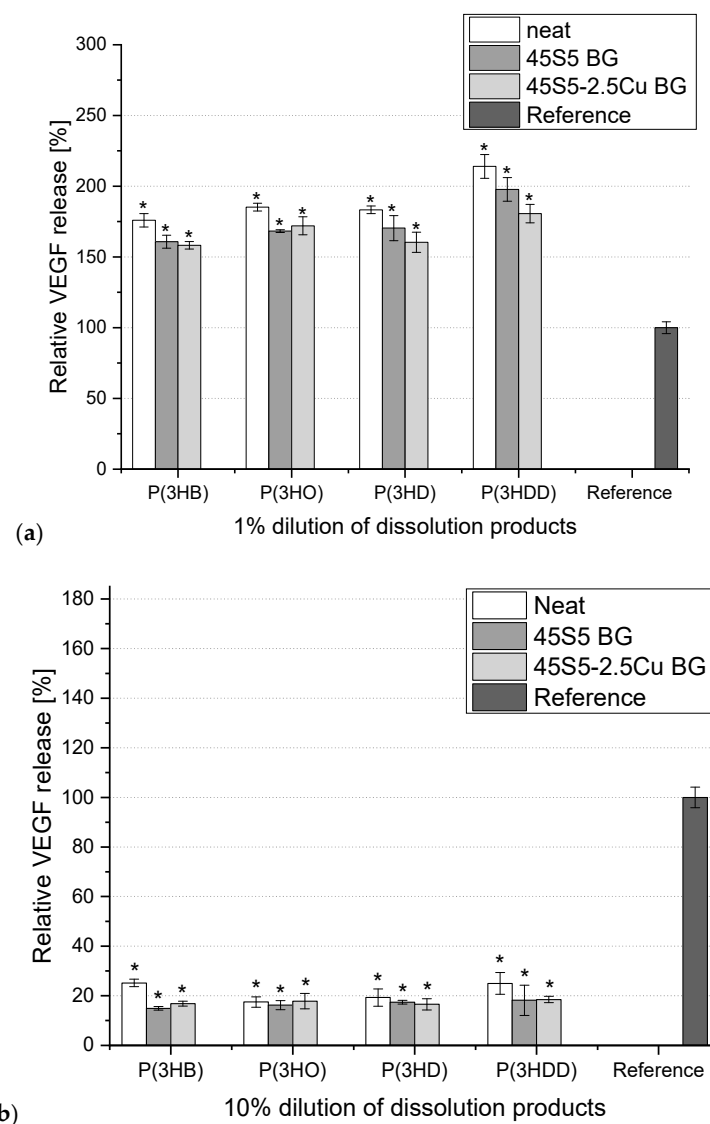 neat
45S5 BG
45S5-2.5Cu BG
Reference
Relative VEGF release [%]
300
250
200
150
100
50
0
* * * * * * * * * * * *
P(3HB) P(3HO) P(3HD) P(3HDD) Reference
(a) 1% dilution of dissolution products
Neat
45S5 BG
45S5-2.5Cu BG
Reference
Relative VEGF release [%]
180
160
140
120
100
80
60
40
20
0
* * * * * * * * * * * *
P(3HB) P(3HO) P(3HD) P(3HDD) Reference
b) 10% dilution of dissolution products